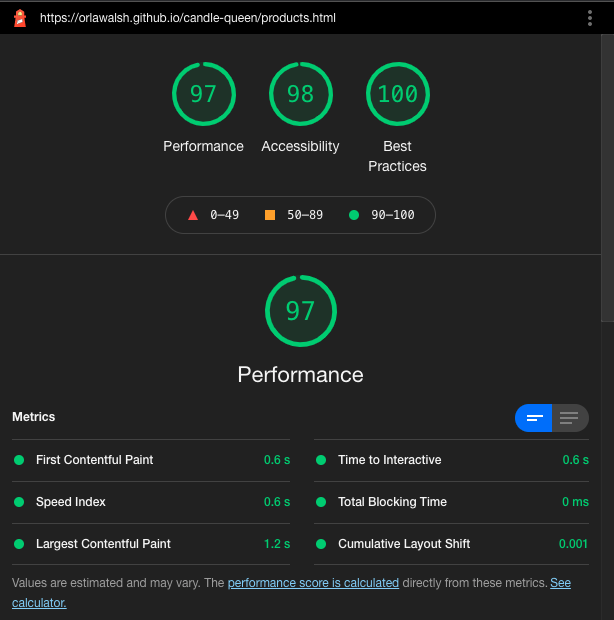 https://orlawalsh.github.io/candle-queen/products.html
97
98
100
Performance
Accessibility
Best
Practices
0–49
50–89
90–100
97
Performance
Metrics
First Contentful Paint 0.6 s
Time to Interactive 0.6 s
Speed Index 0.6 s
Total Blocking Time 0 ms
Largest Contentful Paint 1.2 s
Cumulative Layout Shift 0.001
Values are estimated and may vary. The performance score is calculated directly from these metrics. See
calculator.